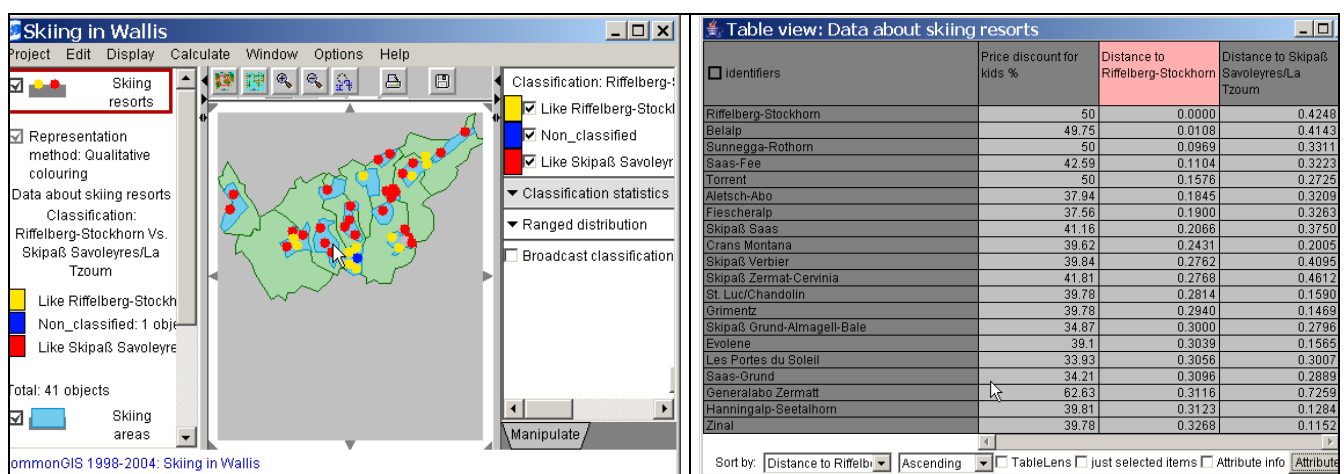 Skiing in Wallis
Project Edit Display Calculate Window Options Help
Skiing
resorts
Representation
method: Qualitative
colouring
Data about skiing resorts
Classification:
Riffelberg-Stockhorn Vs.
Skipaß Savoleyres/La
Tzoum
Like Riffelberg-Stockh
Non_classified: 1 obje
Like Skipaß Savoleyre
Total: 41 objects
Skiing
areas
ommonGIS 1998-2004: Skiing in Wallis
Classification: Riffelberg-S
Like Riffelberg-Stockl
Non_classified
Like Skipaß Savoleyr
Classification statistics
Ranged distribution
Broadcast classification
Manipulate
Table view: Data about skiing resorts
identifiers
Price discount for
kids %
Distance to
Riffelberg-Stockhorn
Distance to Skipaß
Savoleyres/La
Tzoum
Riffelberg-Stockhorn 50 0.0000 0.4248
Belalp 49.75 0.0108 0.4143
Sunnegga-Rothorn 50 0.0969 0.3311
Saas-Fee 42.59 0.1104 0.3223
Torrent 50 0.1576 0.2725
Aletsch-Abo 37.94 0.1845 0.3209
Fiescheralp 37.56 0.1900 0.3263
Skipaß Saas 41.16 0.2066 0.3750
Crans Montana 39.62 0.2431 0.2005
Skipaß Verbier 39.84 0.2762 0.4095
Skipaß Zermat-Cervinia 41.81 0.2768 0.4612
St. Luc/Chandolin 39.78 0.2814 0.1590
Grimentz 39.78 0.2940 0.1469
Skipaß Grund-Almagell-Bale 34.87 0.3000 0.2796
Evolene 39.1 0.3039 0.1565
Les Portes du Soleil 33.93 0.3056 0.3007
Saas-Grund 34.21 0.3096 0.2889
Generalabo Zermatt 62.63 0.3116 0.7259
Hanningalp-Seetalhorn 39.81 0.3123 0.1284
Zinal 39.78 0.3268 0.1152
Sort by: Distance to Riffelb Ascending TableLens just selected items Attribute info Attribute